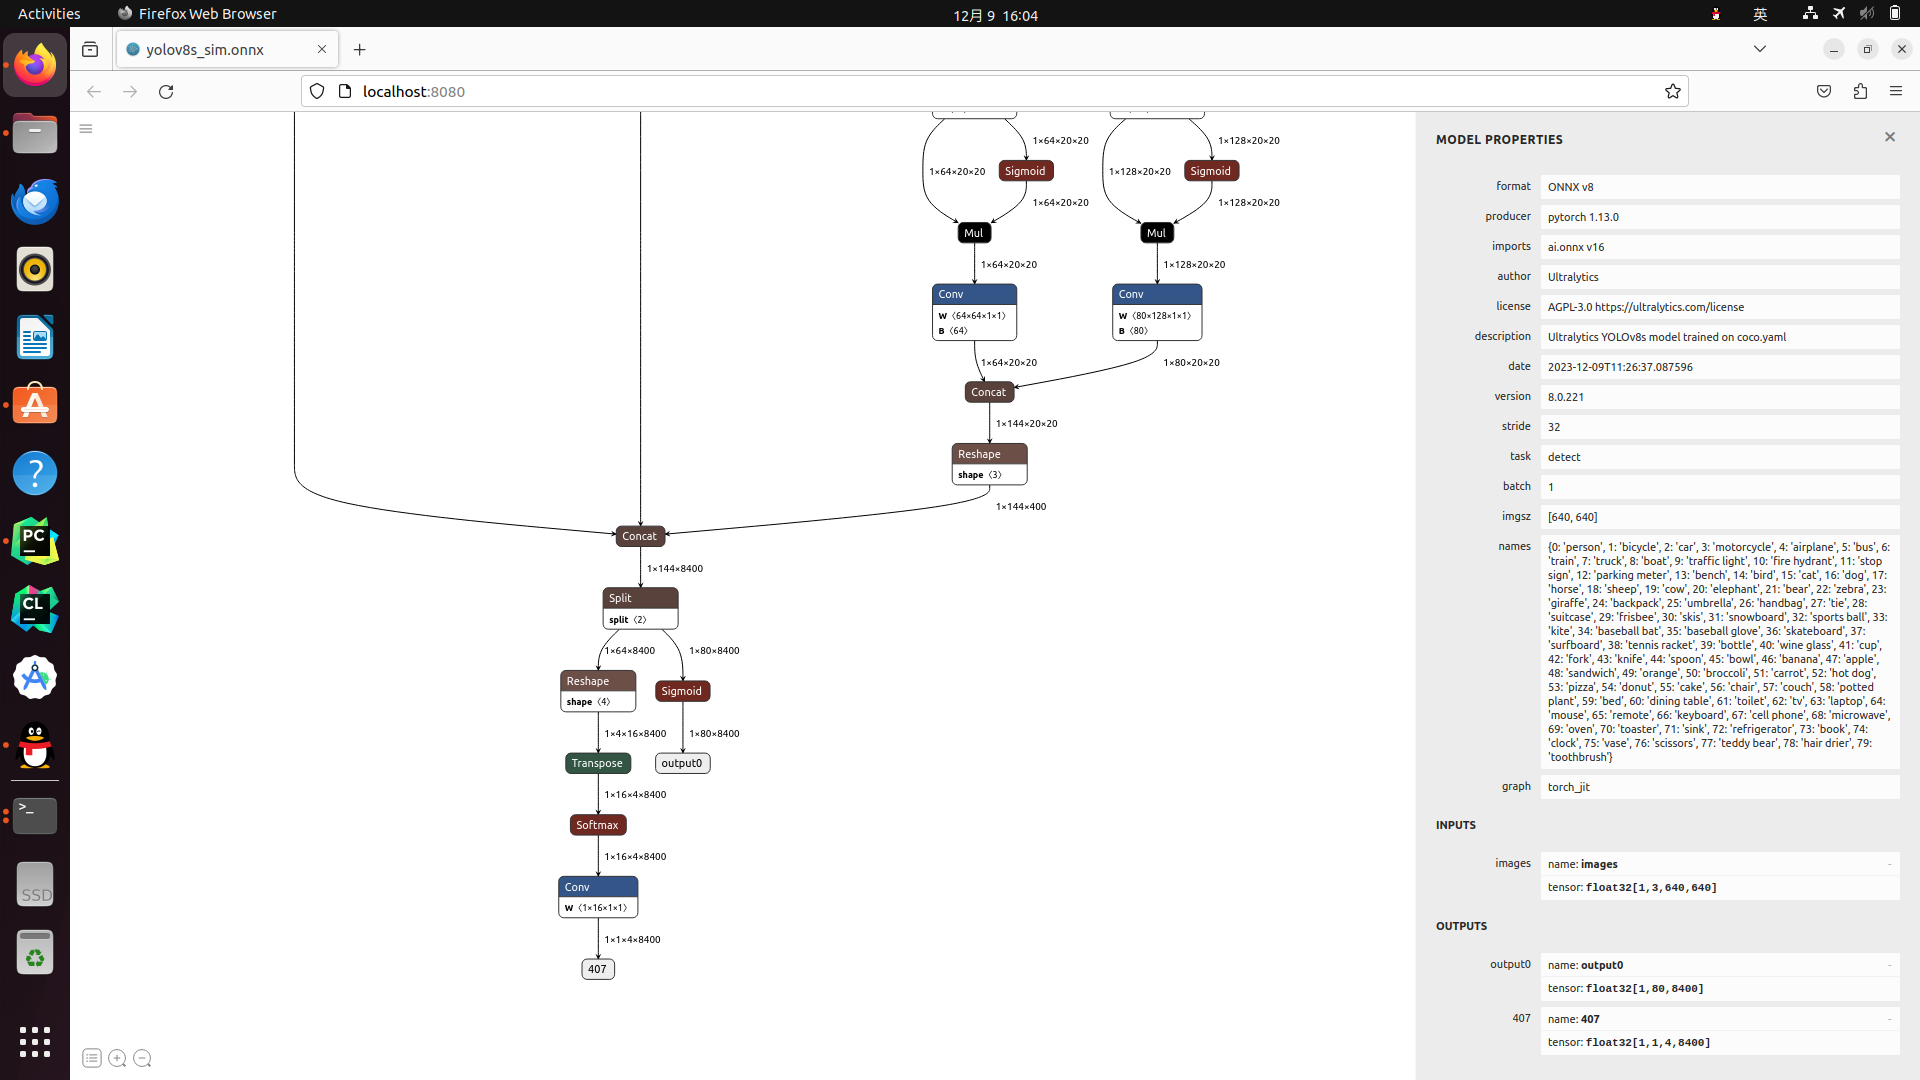 Activities
Firefox Web Browser
12月 9 16:04
英
yolov8s_sim.onnx
localhost:8080
1×64×20×20
1×128×20×20
1×64×20×20
Sigmoid
1×128×20×20
Sigmoid
1×64×20×20
1×128×20×20
Mul
Mul
1×64×20×20
1×128×20×20
Conv
W ⟨64×64×1×1⟩
B ⟨64⟩
Conv
W ⟨80×128×1×1⟩
B ⟨80⟩
1×64×20×20
1×80×20×20
Concat
1×144×20×20
Reshape
shape ⟨3⟩
1×144×400
Concat
1×144×8400
Split
split ⟨2⟩
1×64×8400
1×80×8400
Reshape
shape ⟨4⟩
Sigmoid
1×4×16×8400
1×80×8400
Transpose
output0
1×16×4×8400
Softmax
1×16×4×8400
Conv
W ⟨1×16×1×1⟩
1×1×4×8400
407
MODEL PROPERTIES
format ONNX v8
producer pytorch 1.13.0
imports ai.onnx v16
author Ultralytics
license AGPL-3.0 https://ultralytics.com/license
description Ultralytics YOLOv8s model trained on coco.yaml
date 2023-12-09T11:26:37.087596
version 8.0.221
stride 32
task detect
batch 1
imgsz [640, 640]
names {0: 'person', 1: 'bicycle', 2: 'car', 3: 'motorcycle', 4: 'airplane', 5: 'bus', 6:
'train', 7: 'truck', 8: 'boat', 9: 'traffic light', 10: 'fire hydrant', 11: 'stop
sign', 12: 'parking meter', 13: 'bench', 14: 'bird', 15: 'cat', 16: 'dog', 17:
'horse', 18: 'sheep', 19: 'cow', 20: 'elephant', 21: 'bear', 22: 'zebra', 23:
'giraffe', 24: 'backpack', 25: 'umbrella', 26: 'handbag', 27: 'tie', 28:
'suitcase', 29: 'frisbee', 30: 'skis', 31: 'snowboard', 32: 'sports ball', 33:
'kite', 34: 'baseball bat', 35: 'baseball glove', 36: 'skateboard', 37:
'surfboard', 38: 'tennis racket', 39: 'bottle', 40: 'wine glass', 41: 'cup',
42: 'fork', 43: 'knife', 44: 'spoon', 45: 'bowl', 46: 'banana', 47: 'apple',
48: 'sandwich', 49: 'orange', 50: 'broccoli', 51: 'carrot', 52: 'hot dog',
53: 'pizza', 54: 'donut', 55: 'cake', 56: 'chair', 57: 'couch', 58: 'potted
plant', 59: 'bed', 60: 'dining table', 61: 'toilet', 62: 'tv', 63: 'laptop', 64:
'mouse', 65: 'remote', 66: 'keyboard', 67: 'cell phone', 68: 'microwave',
69: 'oven', 70: 'toaster', 71: 'sink', 72: 'refrigerator', 73: 'book', 74:
'clock', 75: 'vase', 76: 'scissors', 77: 'teddy bear', 78: 'hair drier', 79:
'toothbrush'}
graph torch_jit
INPUTS
images name: images
tensor: float32[1,3,640,640]
OUTPUTS
output0 name: output0
tensor: float32[1,80,8400]
407 name: 407
tensor: float32[1,1,4,8400]
PC
CL
SSD